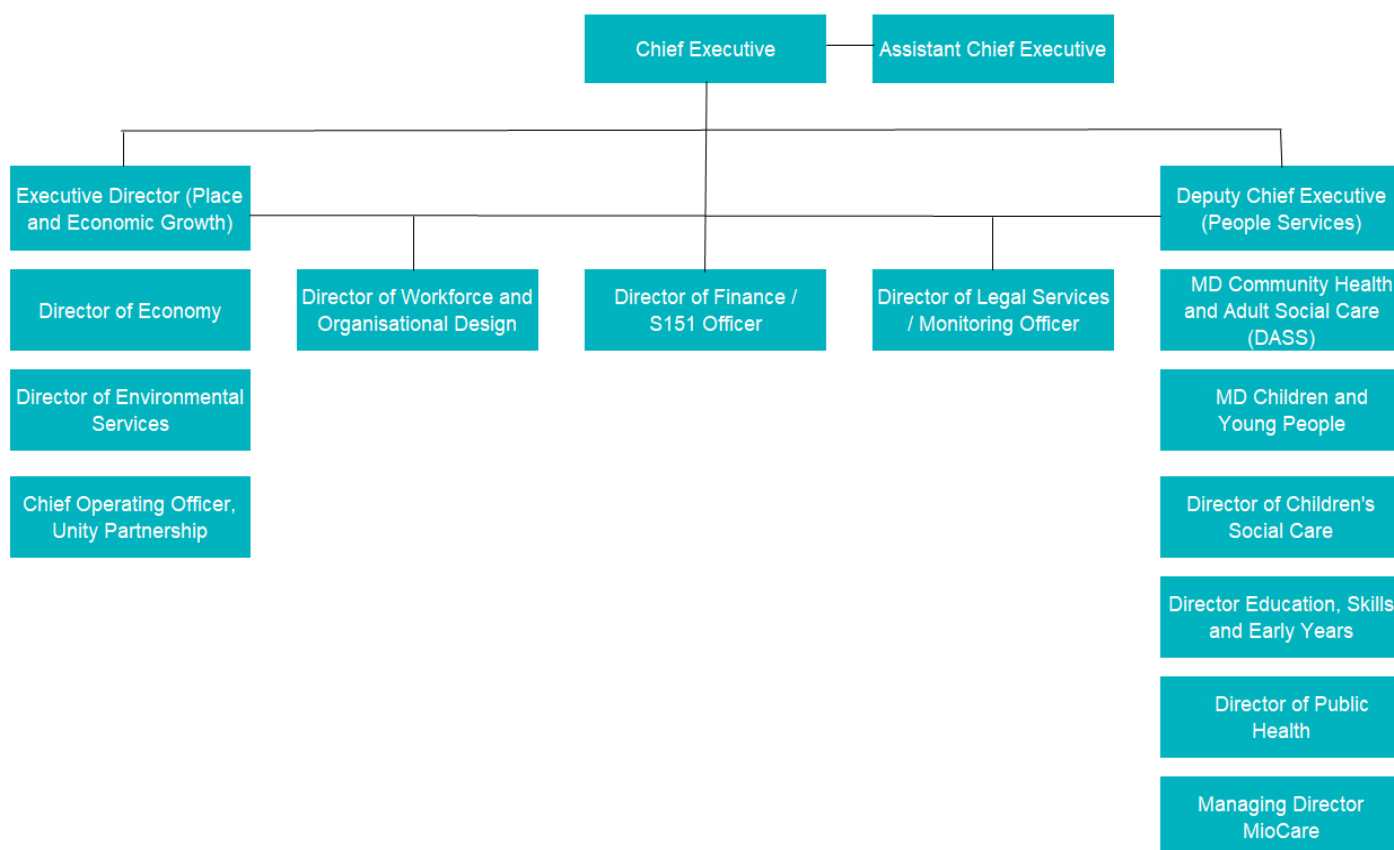 Chief Executive
Assistant Chief Executive
Executive Director (Place
and Economic Growth)
Deputy Chief Executive
(People Services)
Director of Economy
Director of Workforce and
Organisational Design
Director of Finance /
S151 Officer
Director of Legal Services
/ Monitoring Officer
MD Community Health
and Adult Social Care
(DASS)
Director of Environmental
Services
MD Children and
Young People
Chief Operating Officer,
Unity Partnership
Director of Children's
Social Care
Director Education, Skills
and Early Years
Director of Public
Health
Managing Director
MioCare